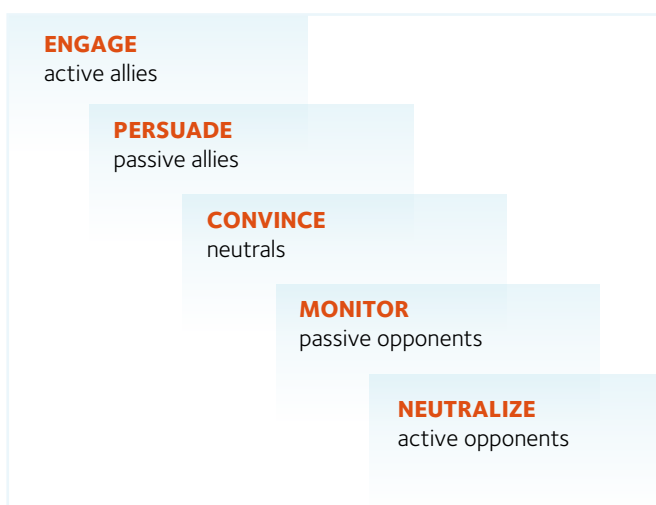 ENGAGE
active allies
PERSUADE
passive allies
CONVINCE
neutrals
MONITOR
passive opponents
NEUTRALIZE
active opponents